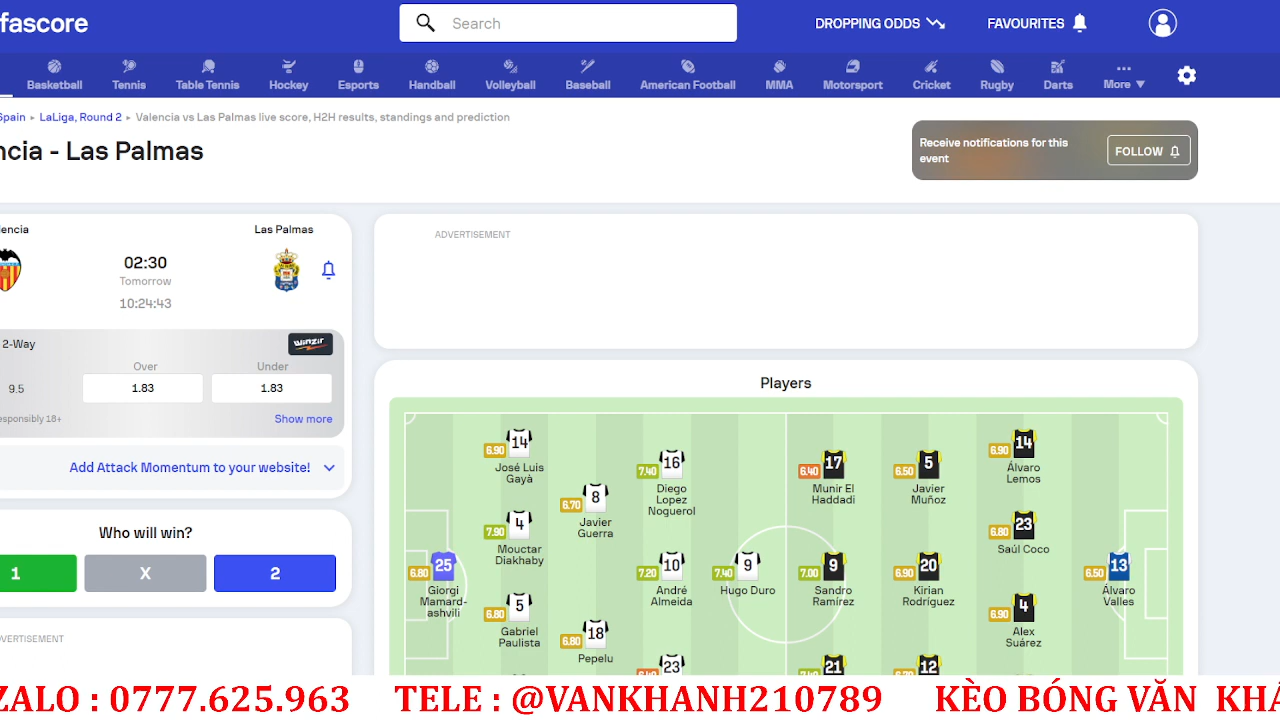 fascore
Search
DROPPING ODDS
FAVOURITES
Basketball
Tennis
Table Tennis
Hockey
Esports
Handball
Volleyball
Baseball
American Football
MMA
Motorsport
Cricket
Rugby
Darts
More
Spain ▸ LaLiga, Round 2 ▸ Valencia vs Las Palmas live score, H2H results, standings and prediction
ncia - Las Palmas
Receive notifications for this
event
FOLLOW
encia
Las Palmas
02:30
Tomorrow
10:24:43
2-Way
winzir
Over
Under
9.5
1.83
1.83
esponsibly 18+
Show more
Add Attack Momentum to your website!
Who will win?
1
X
2
VERTISEMENT
ADVERTISEMENT
Players
14
6.90
José Luis
Gayà
4
7.90
Mouctar
Diakhaby
25
6.80
Giorgi
Mamard-
ashvili
5
6.80
Gabriel
Paulista
8
6.70
Javier
Guerra
18
6.80
Pepelu
16
7.40
Diego
Lopez
Noguerol
10
7.20
André
Almeida
23
9
7.40
Hugo Duro
17
6.40
Munir El
Haddadi
9
7.00
Sandro
Ramírez
21
5
6.50
Javier
Muñoz
20
6.90
Kirian
Rodríguez
12
14
6.90
Álvaro
Lemos
23
6.80
Saúl Coco
4
6.90
Alex
Suárez
13
6.50
Álvaro
Valles
ZALO : 0777.625.963 TELE : @VANKHANH210789 KÈO BÓNG VĂN KHÁ